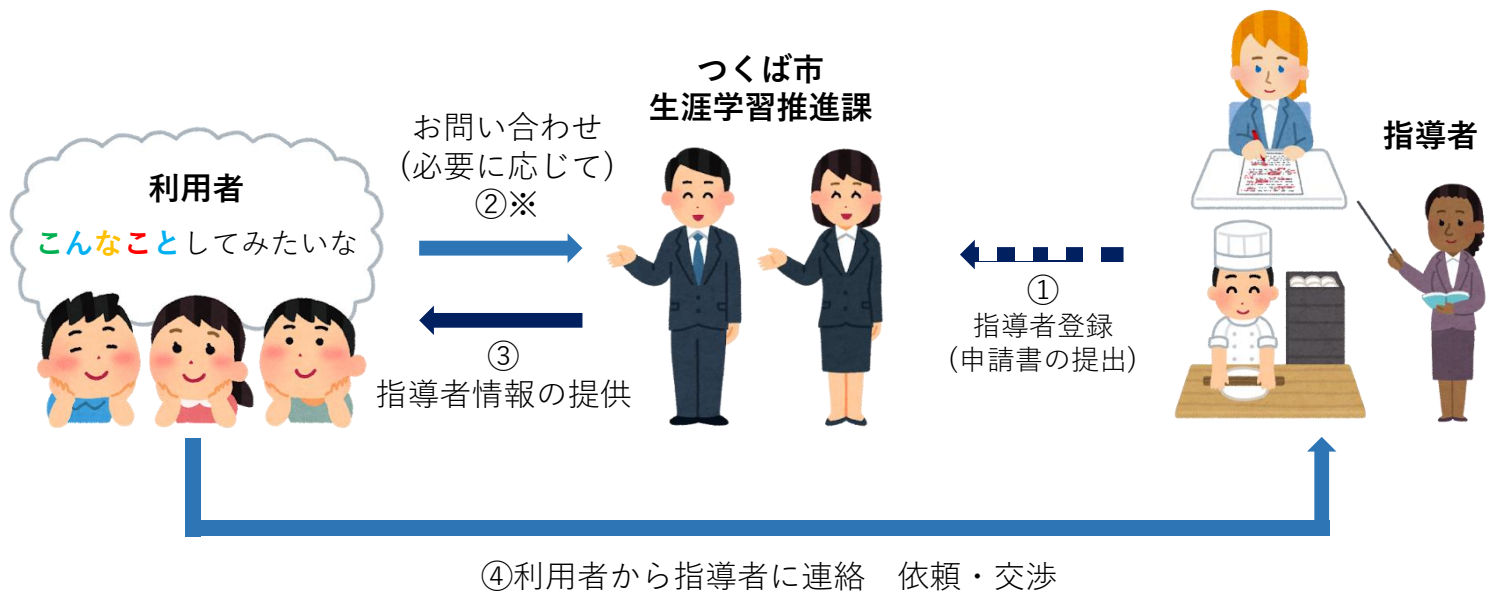 利用者
こんなことしてみたいな
お問い合わせ
(必要に応じて)
②※
③
指導者情報の提供
つくば市
生涯学習推進課
①
指導者登録
(申請書の提出)
指導者
④利用者から指導者に連絡　依頼・交渉